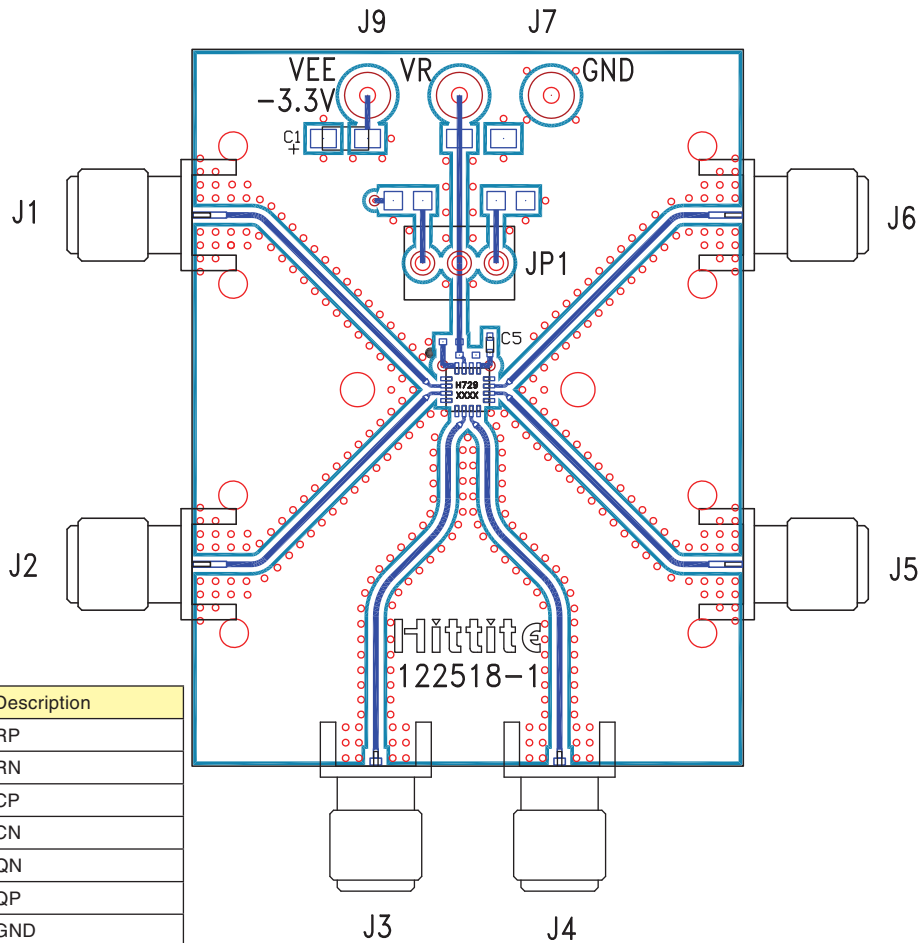 J9
J7
VEE
VR
GND
-3.3V
C1
+
J1
J6
JP1
C5
H729
XXXX
J2
J5
Hittite
122518-1
Description
RP
RN
CP
CN
QN
QP
GND
J3
J4